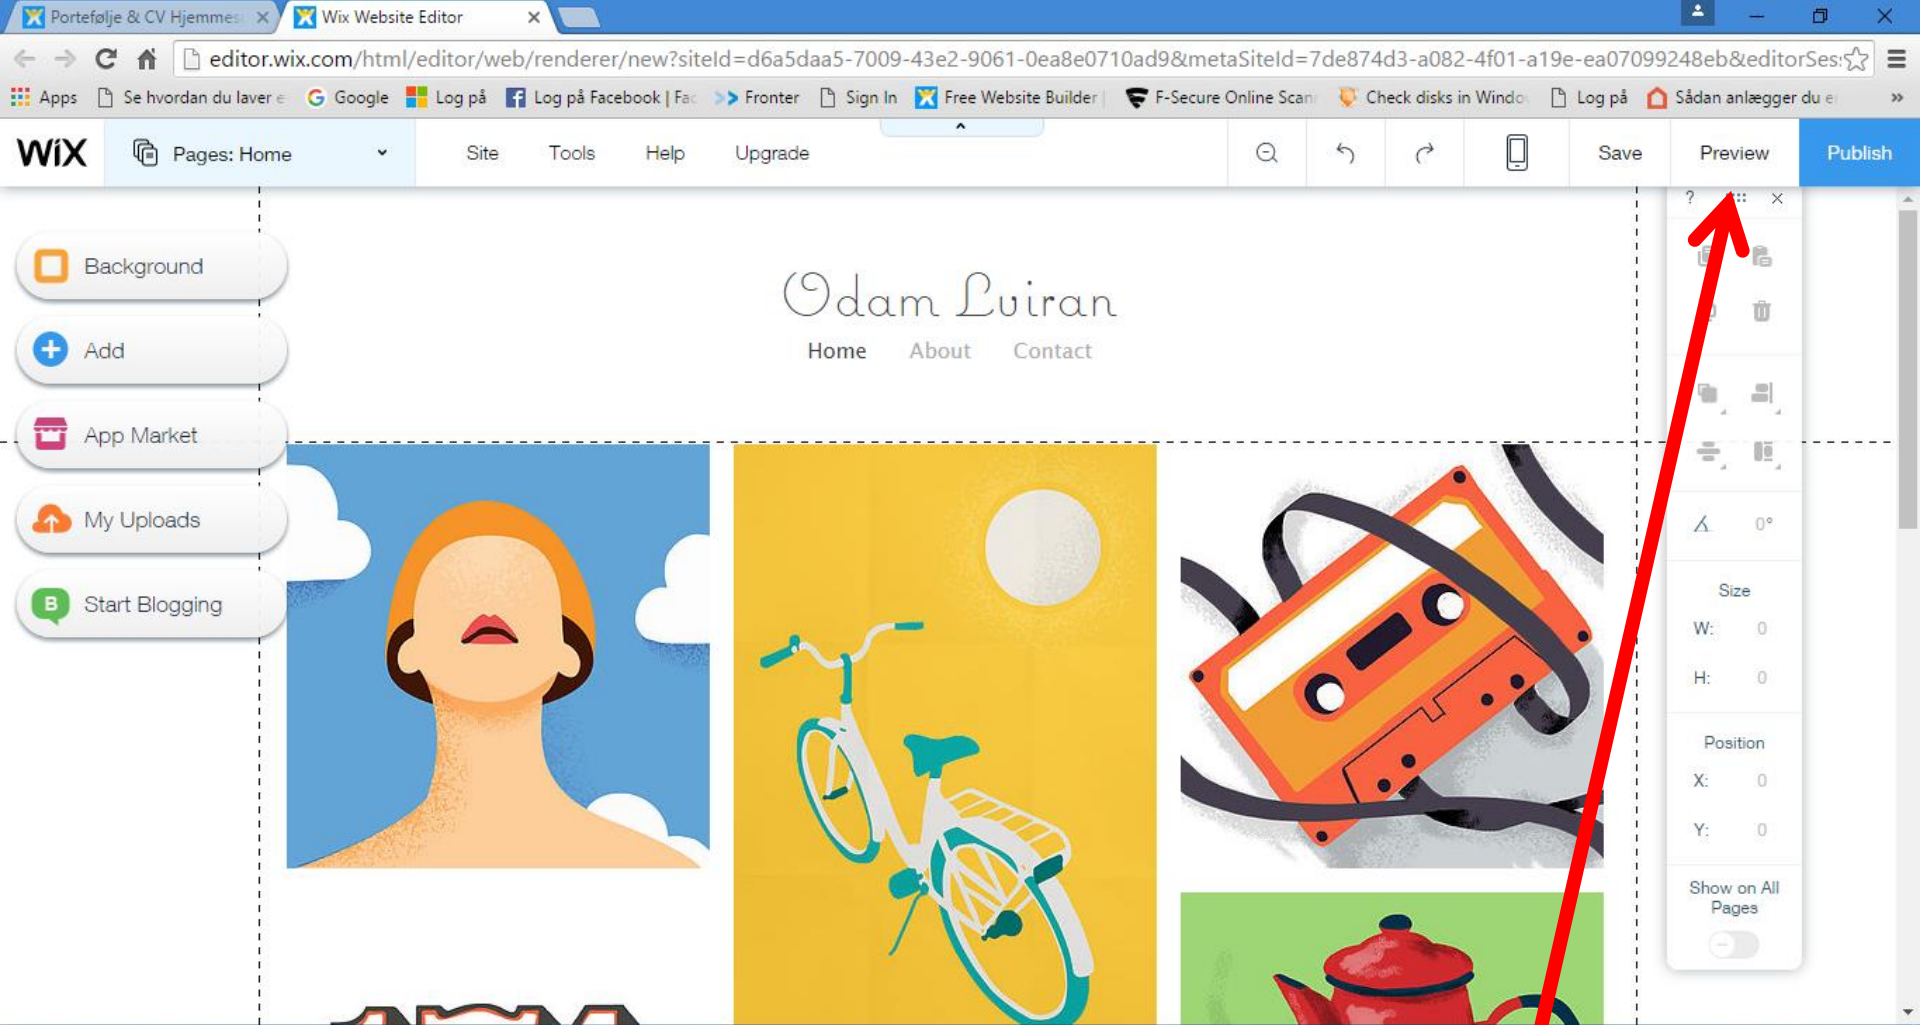 Portefølje & CV Hjemmes
Wix Website Editor
editor.wix.com/html/editor/web/renderer/new?siteId=d6a5daa5-7009-43e2-9061-0ea8e0710ad9&metaSiteId=7de874d3-a082-4f01-a19e-ea07099248eb&editorSes
Apps Se hvordan du laver e Google Log på Log på Facebook | Fac Fronter Sign In Free Website Builder | F-Secure Online Scan Check disks in Windo Log på Sådan anlægger du e »
WiX Pages: Home Site Tools Help Upgrade Save Preview Publish
?
Background
Add
App Market
My Uploads
B Start Blogging
Odam Lviran
Home About Contact
0°
Size
W: 0
H: 0
Position
X: 0
Y: 0
Show on All
Pages